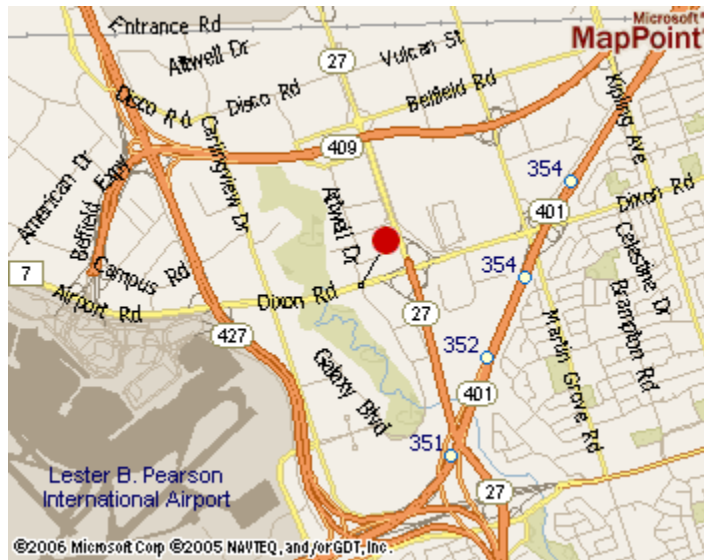 Entrance Rd
Microsoft
MapPoint
Attwell Dr
27
Vulcan St
Disco Rd
Disco Rd
Belfield Rd
Kipling Ave
Carlingview Dr
409
American Dr
Belfield Expy
354
401
Dixon Rd
Attwell Dr
7
Campus Rd
Airport Rd
Dixon Rd
354
Celestine Dr
Brampton Rd
427
27
Martin Grove Rd
352
Galaxy Blvd
401
351
Lester B. Pearson
International Airport
27
©2006 Microsoft Corp ©2005 NAVTEQ, and/or GDT, Inc.